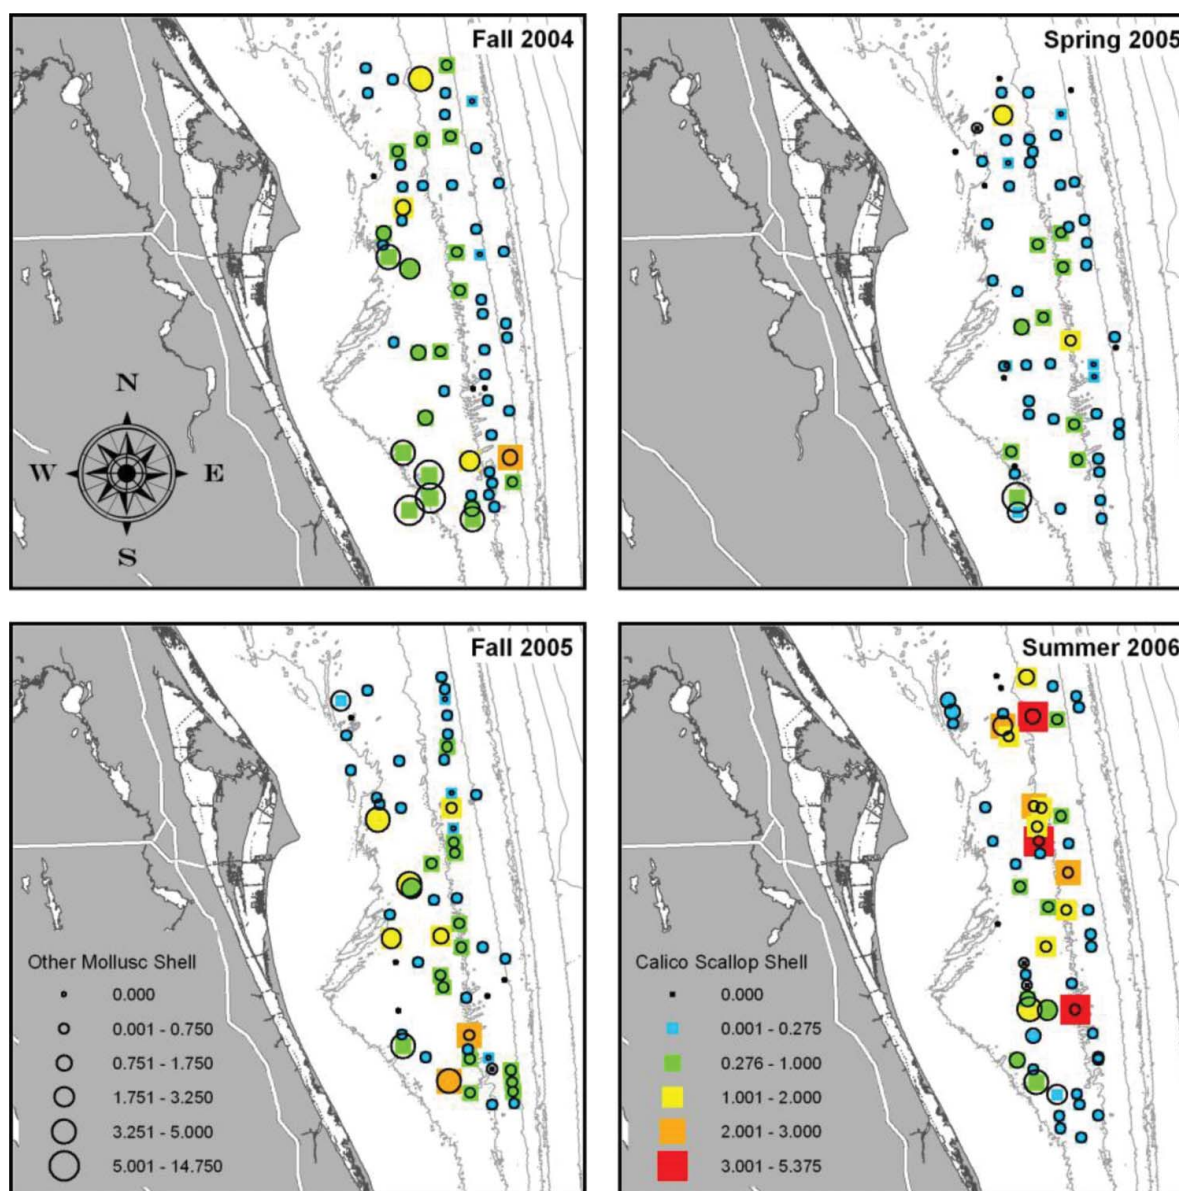 Fall 2004
Spring 2005
N
W
E
S
Fall 2005
Summer 2006
Other Mollusc Shell
0.000
0.001 - 0.750
0.751 - 1.750
1.751 - 3.250
3.251 - 5.000
5.001 - 14.750
Calico Scallop Shell
0.000
0.001 - 0.275
0.276 - 1.000
1.001 - 2.000
2.001 - 3.000
3.001 - 5.375